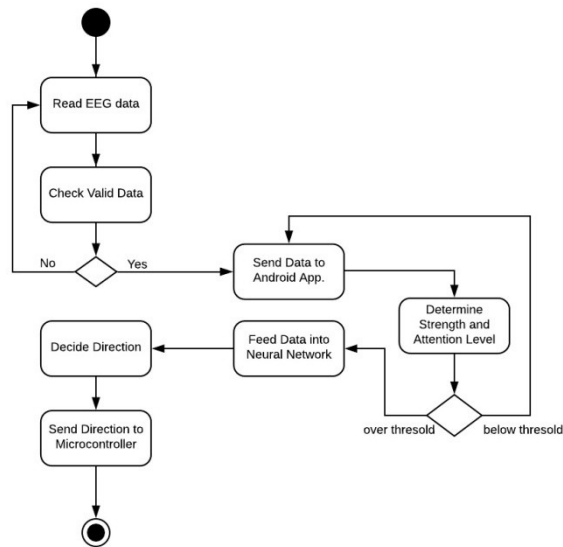 Read EEG data
Check Valid Data
No
Yes
Send Data to
Android App.
Determine
Strength and
Attention Level
Decide Direction
Feed Data into
Neural Network
over thresold
below thresold
Send Direction to
Microcontroller